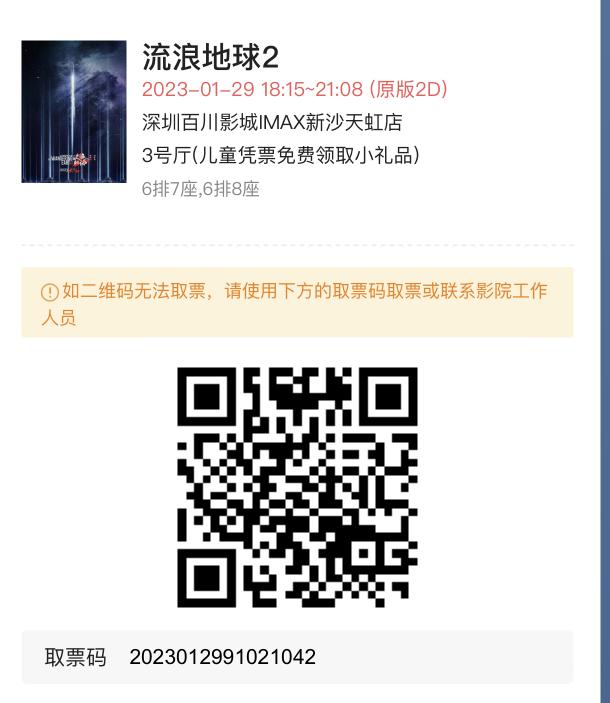 流浪地球2
2023-01-29 18:15~21:08 (原版2D)
深圳百川影城IMAX新沙天虹店
3号厅(儿童凭票免费领取小礼品)
6排7座,6排8座
如二维码无法取票，请使用下方的取票码取票或联系影院工作
人员
取票码 2023012991021042